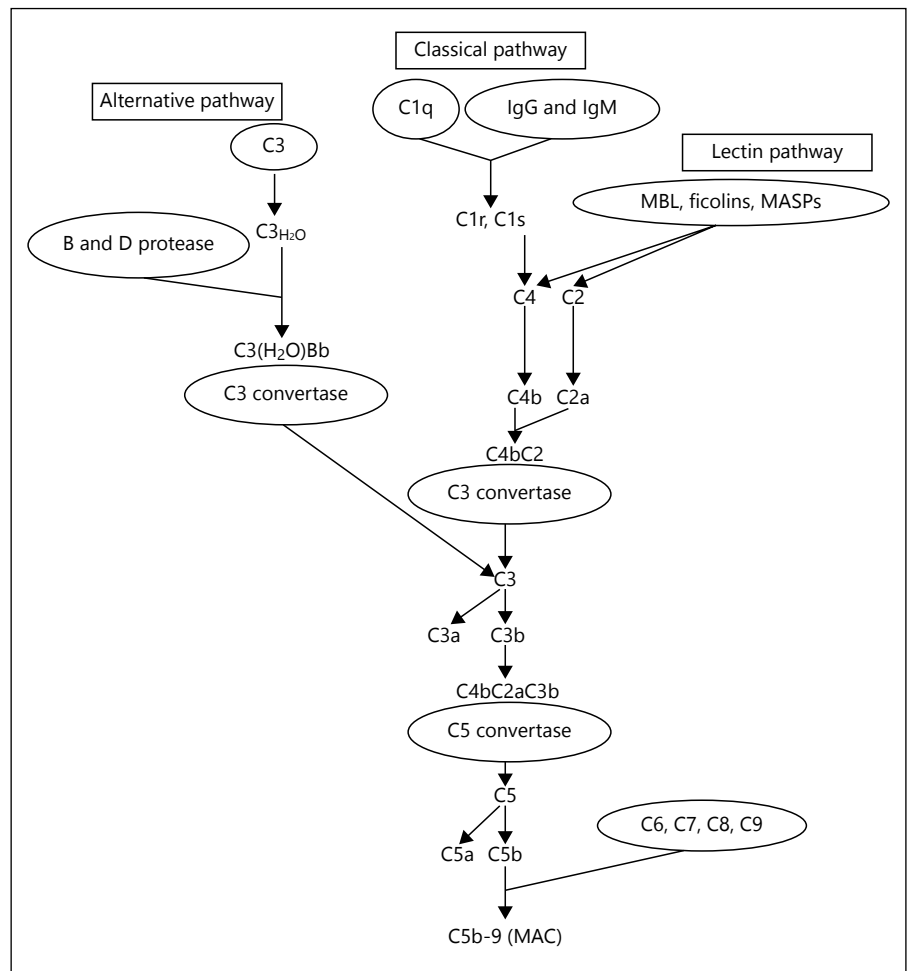 Classical pathway
Alternative pathway
C1q
IgG and IgM
C3
Lectin pathway
MBL, ficolins, MASPs
C1r, C1s
C3H₂O
B and D protease
C4
C2
C3(H₂O)Bb
C3 convertase
C4b
C2a
C4bC2
C3 convertase
C3
C3a
C3b
C4bC2aC3b
C5 convertase
C5
C6, C7, C8, C9
C5a
C5b
C5b-9 (MAC)